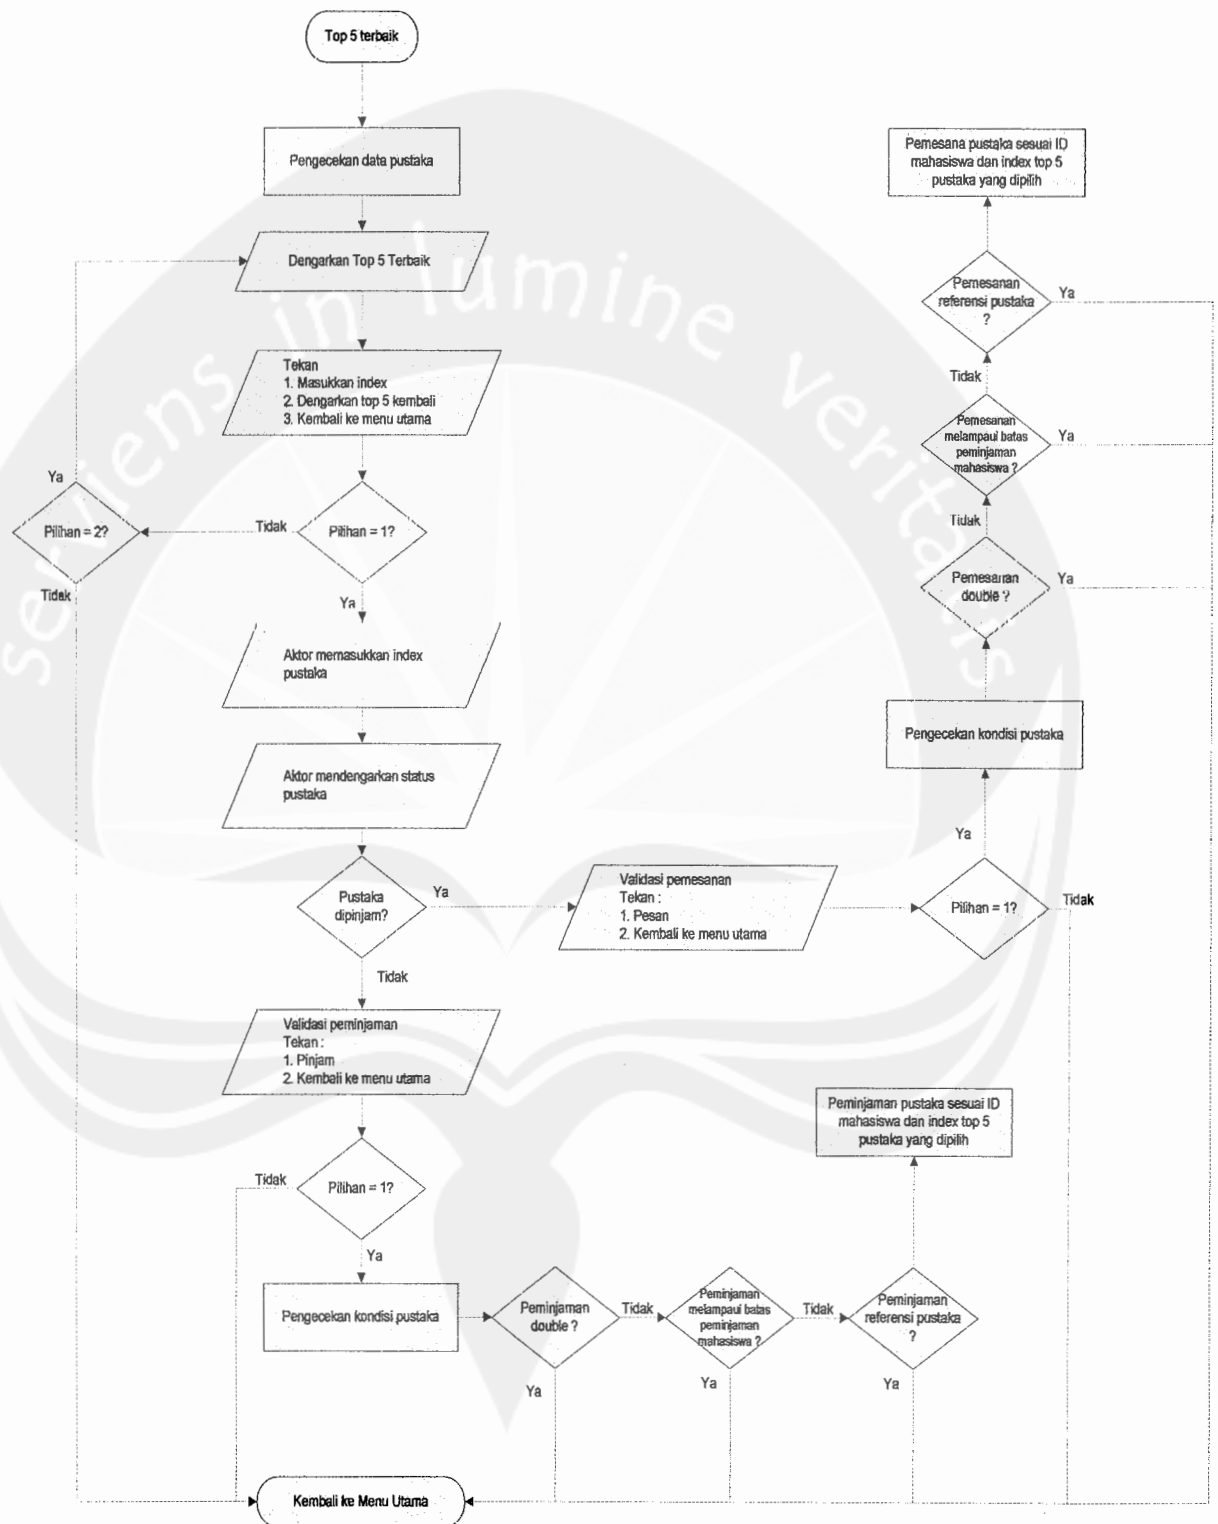 Top 5 terbaik
Pengecekan data pustaka
Dengarkan Top 5 Terbaik
Tekan
1. Masukkan index
2. Dengarkan top 5 kembali
3. Kembali ke menu utama
Ya
Pilihan = 2?
Tidak
Pilihan = 1?
Tidak
Ya
Aktor memasukkan index
pustaka
Aktor mendengarkan status
pustaka
Pustaka
dipinjam?
Ya
Tidak
Validasi pemesanan
Tekan :
1. Pesan
2. Kembali ke menu utama
Pilihan = 1?
Tidak
Ya
Pengecekan kondisi pustaka
Pemesanan
double ?
Ya
Tidak
Pemesanan
melampaui batas
peminjaman
mahasiswa ?
Ya
Tidak
Pemesanan
referensi pustaka
?
Ya
Pemesana pustaka sesuai ID
mahasiswa dan index top 5
pustaka yang dipilih
Validasi peminjaman
Tekan :
1. Pinjam
2. Kembali ke menu utama
Tidak
Pilihan = 1?
Ya
Pengecekan kondisi pustaka
Peminjaman
double ?
Tidak
Ya
Peminjaman
melampaui batas
peminjaman
mahasiswa ?
Tidak
Ya
Peminjaman
referensi pustaka
?
Ya
Peminjaman pustaka sesuai ID
mahasiswa dan index top 5
pustaka yang dipilih
Kembali ke Menu Utama
serviens in lumine veritatis